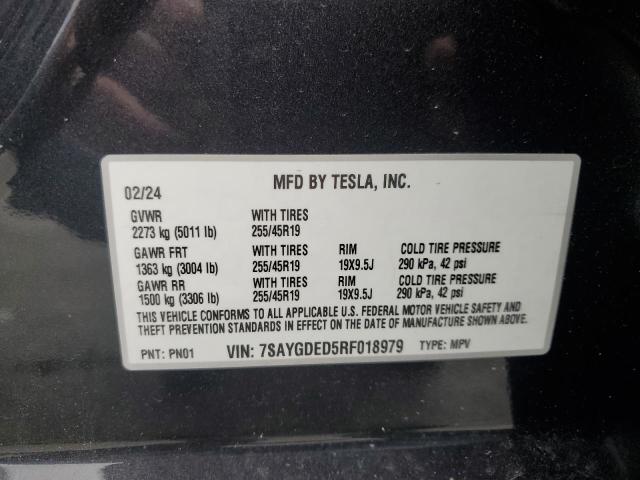 MFD BY TESLA, INC.
02/24
GVWR WITH TIRES
2273 kg (5011 lb) 255/45R19
GAWR FRT WITH TIRES RIM COLD TIRE PRESSURE
1363 kg (3004 lb) 255/45R19 19X9.5J 290 kPa, 42 psi
GAWR RR WITH TIRES RIM COLD TIRE PRESSURE
1500 kg (3306 lb) 255/45R19 19X9.5J 290 kPa, 42 psi
THIS VEHICLE CONFORMS TO ALL APPLICABLE U.S. FEDERAL MOTOR VEHICLE SAFETY AND
THEFT PREVENTION STANDARDS IN EFFECT ON THE DATE OF MANUFACTURE SHOWN ABOVE.
PNT: PN01 VIN: 7SAYGDED5RF018979 TYPE: MPV